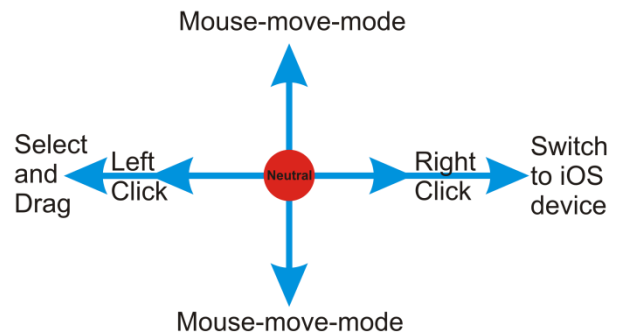 Mouse-move-mode
Select
and
Drag
Left
Click
Neutral
Right
Click
Switch
to iOS
device
Mouse-move-mode